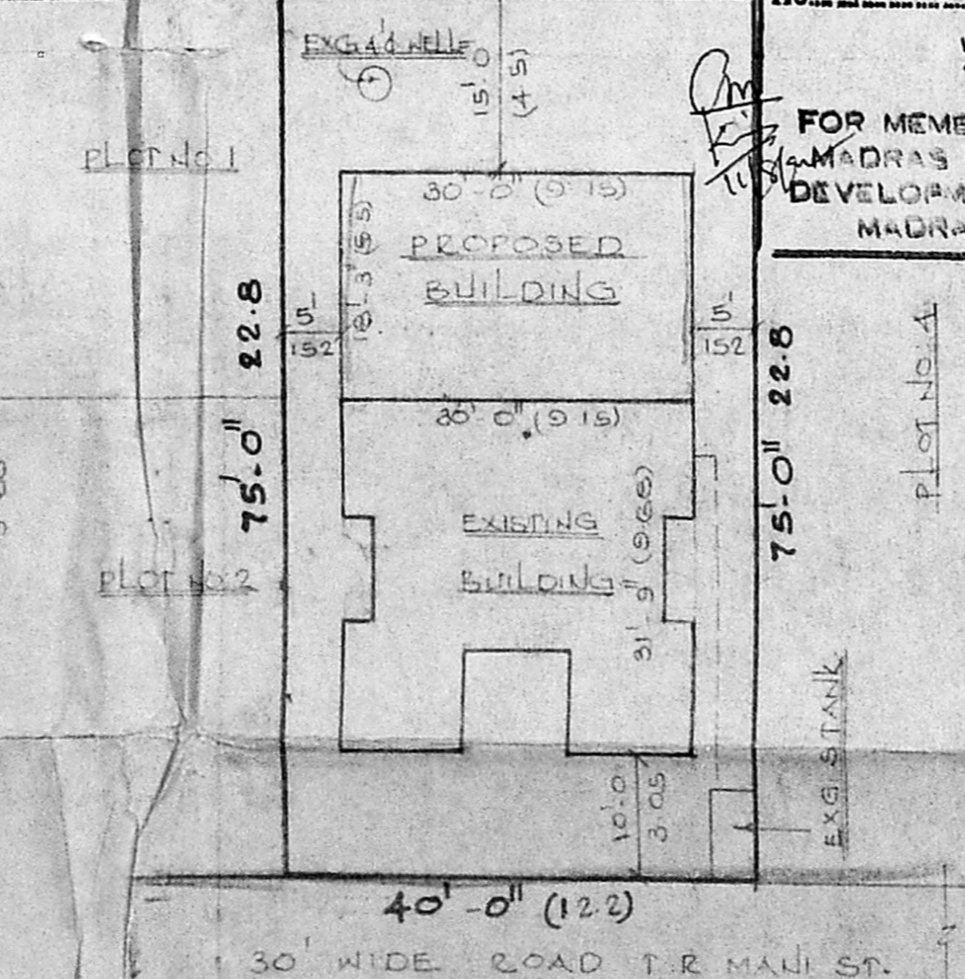 EXG. 4'Φ WELL
15'.0
(4.5)
FOR MEMB
MADRAS
DEVELOPM
MADRA
PLOT NO.1
30'-0" (9.15)
PROPOSED
BUILDING
18'-3" (5.5)
5'
152
5'
152
75'-0" 22.8
75'-0" 22.8
PLOT NO.4
30'-0" (9.15)
EXISTING
BUILDING
31'-9" (9.68)
PLOT NO.2
10'.0
3.05
EXG. S.TANK
40'-0" (12.2)
30' WIDE ROAD T.R MANI ST.